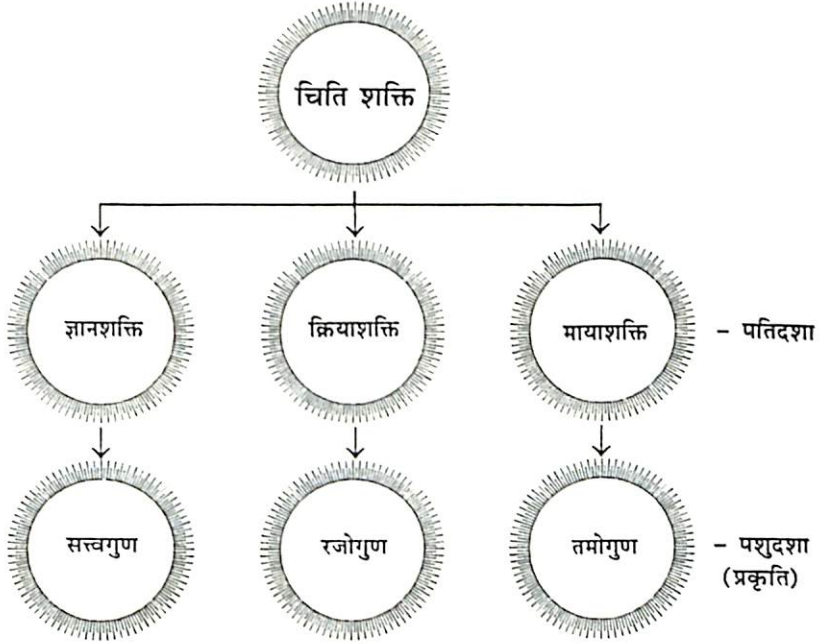 चिति शक्ति
ज्ञानशक्ति
क्रियाशक्ति
मायाशक्ति
– पतिदशा
सत्त्वगुण
रजोगुण
तमोगुण
– पशुदशा
(प्रकृति)